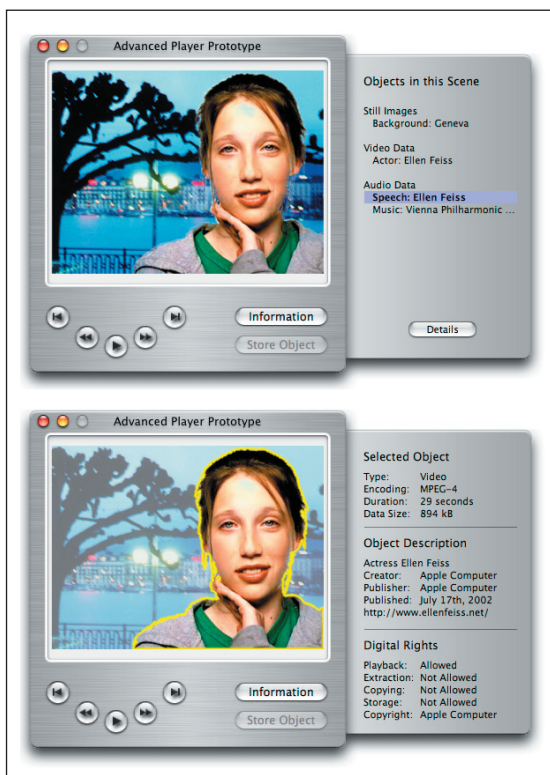 Advanced Player Prototype
Objects in this Scene
Still Images
Background: Geneva
Video Data
Actor: Ellen Feiss
Audio Data
Speech: Ellen Feiss
Music: Vienna Philharmonic ...
Information
Store Object
Details
Advanced Player Prototype
Selected Object
Type: Video
Encoding: MPEG-4
Duration: 29 seconds
Data Size: 894 kB
Object Description
Actress Ellen Feiss
Creator: Apple Computer
Publisher: Apple Computer
Published: July 17th, 2002
http://www.ellenfeiss.net/
Digital Rights
Playback: Allowed
Extraction: Not Allowed
Copying: Not Allowed
Storage: Not Allowed
Copyright: Apple Computer
Information
Store Object